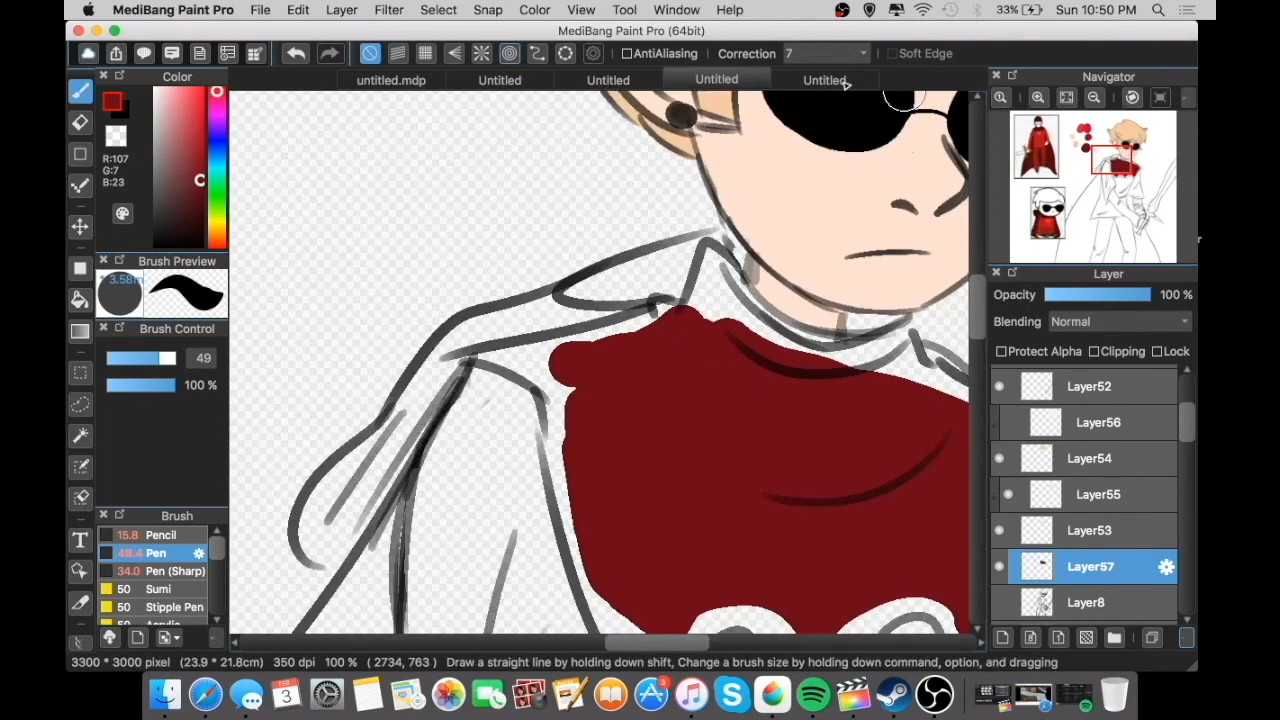 MediBang Paint Pro File Edit Layer Filter Select Snap Color View Tool Window Help 33% Sun 10:50 PM
MediBang Paint Pro (64bit)
AntiAliasing Correction 7 Soft Edge
Color untitled.mdp Untitled Untitled Untitled Untitled Navigator
R:107
G:7
B:23
Brush Preview
3.58m
Brush Control
49
100 %
Layer
Opacity 100 %
Blending Normal
Protect Alpha Clipping Lock
Layer52
Layer56
Layer54
Layer55
Layer53
Layer57
Layer8
Brush
15.8 Pencil
49.4 Pen
34.0 Pen (Sharp)
50 Sumi
50 Stipple Pen
3300 * 3000 pixel (23.9 * 21.8cm) 350 dpi 100 % ( 2734, 763 ) Draw a straight line by holding down shift, Change a brush size by holding down command, option, and dragging
FEB
3
3